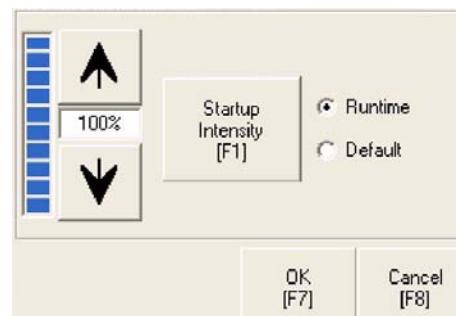 100%
Startup
Intensity
[F1]
Runtime
Default
OK
[F7]
Cancel
[F8]